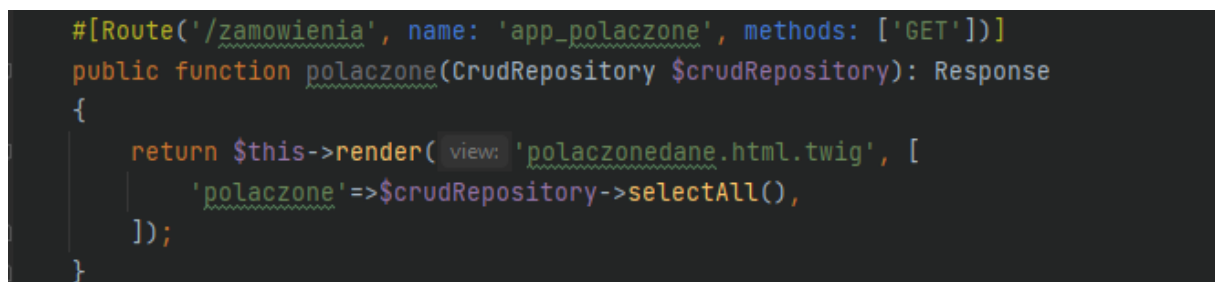 #[Route('/zamowienia', name: 'app_polaczone', methods: ['GET'])]
public function polaczone(CrudRepository $crudRepository): Response
{
return $this->render( view: 'polaczonedane.html.twig', [
'polaczone'=>$crudRepository->selectAll(),
]);
}